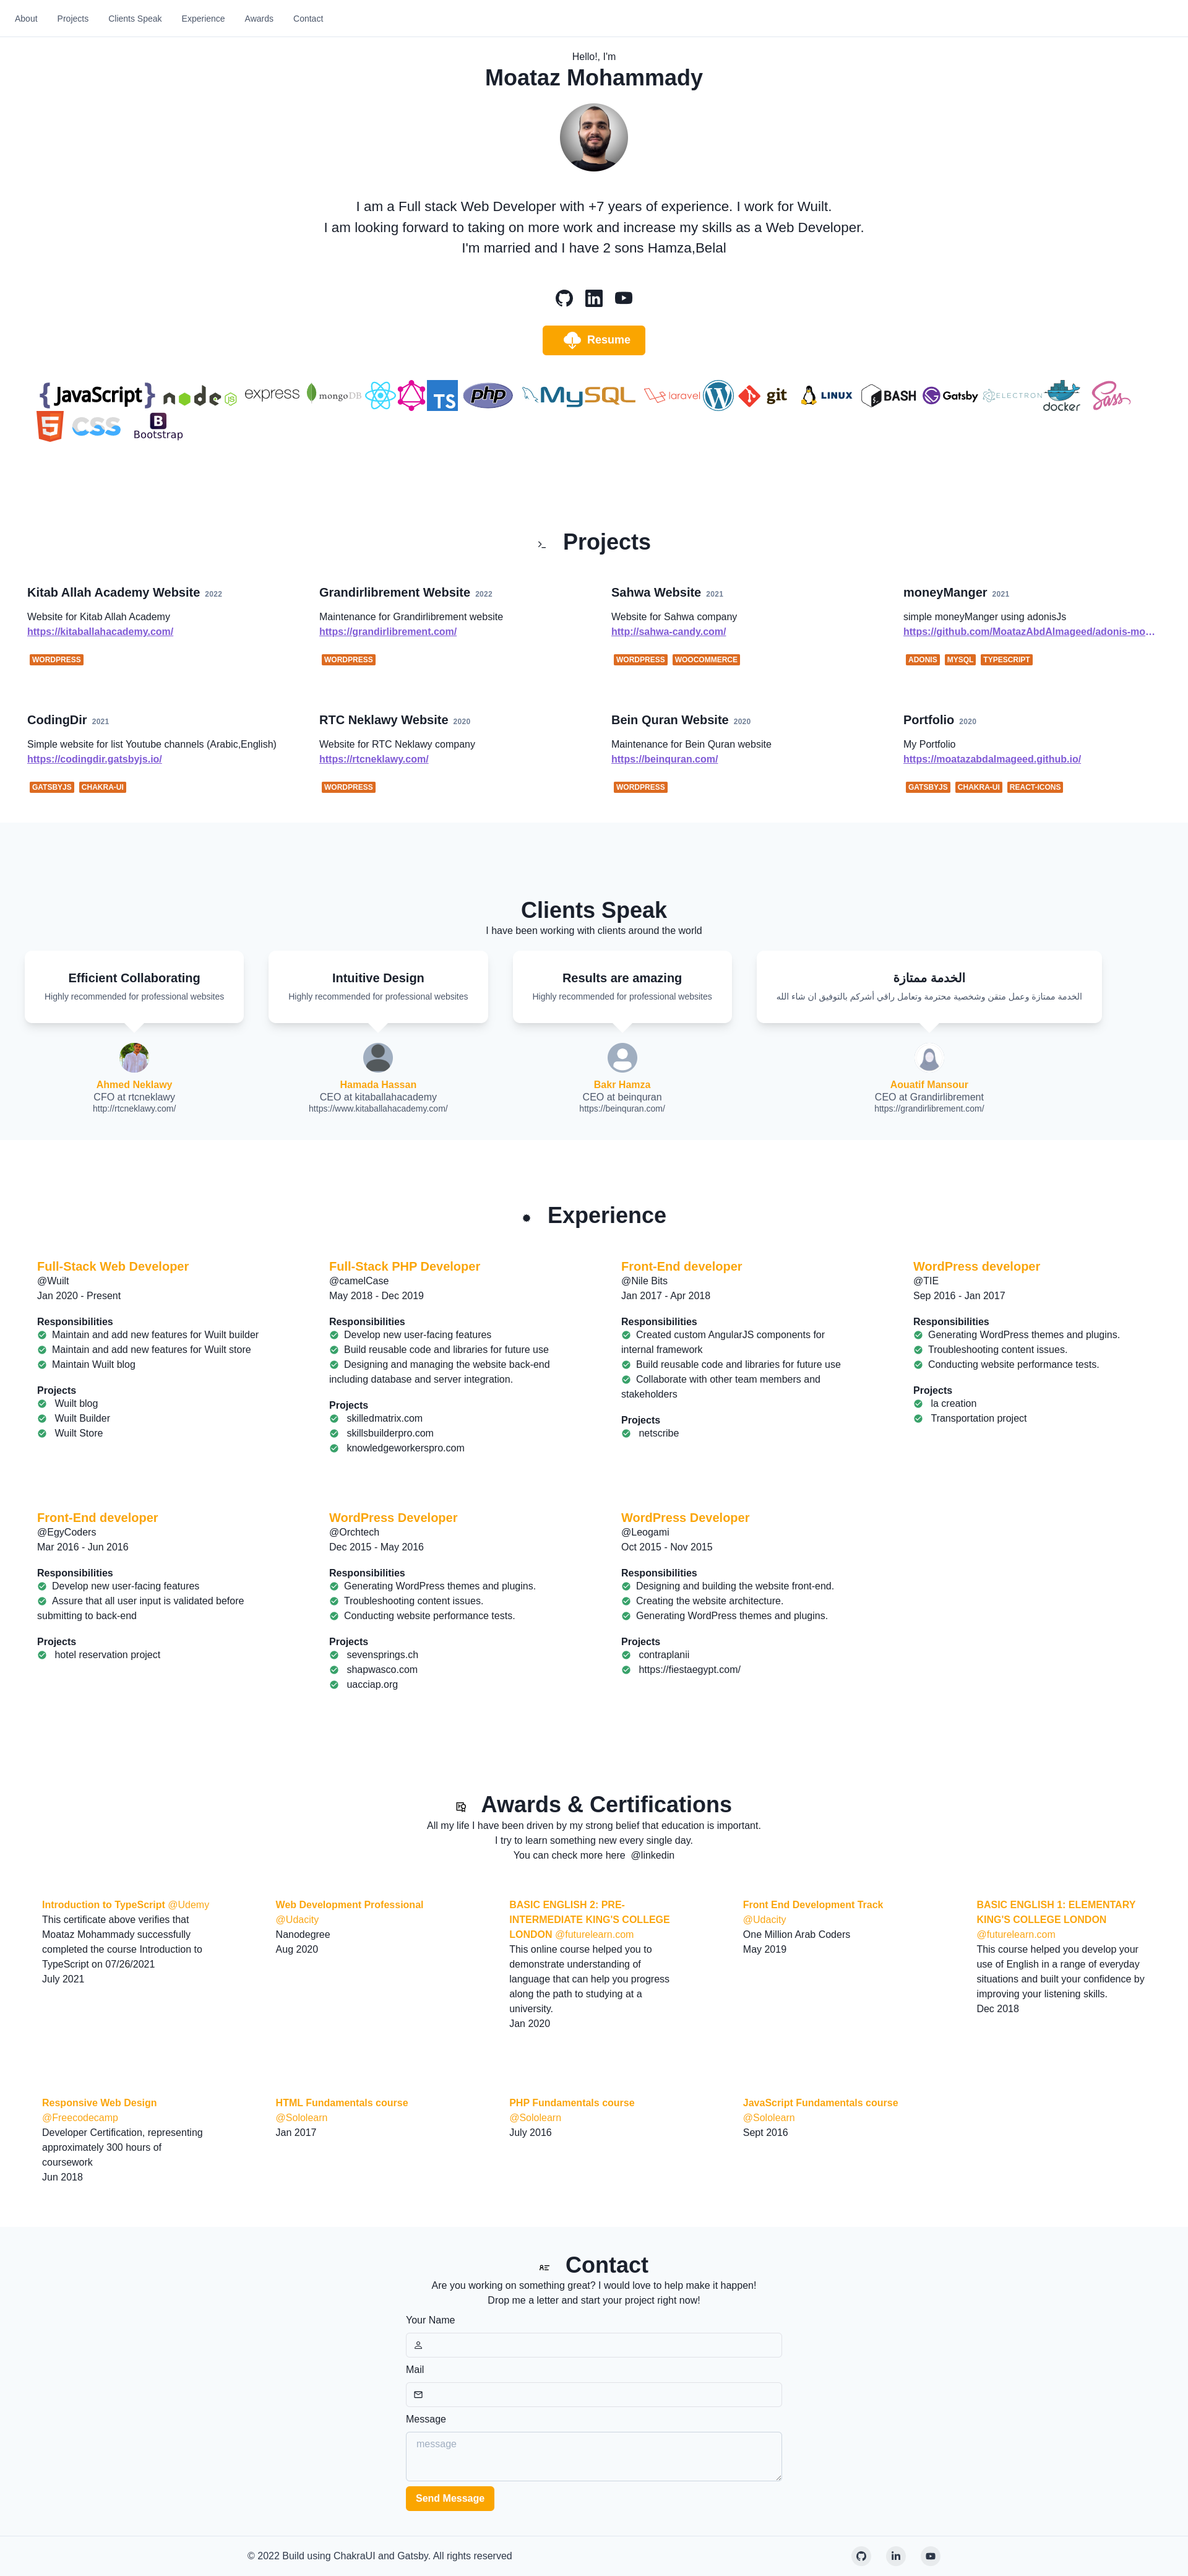 About Projects Clients Speak Experience Awards Contact
Hello!, I'm
Moataz Mohammady
I am a Full stack Web Developer with +7 years of experience. I work for Wuilt.
I am looking forward to taking on more work and increase my skills as a Web Developer.
I'm married and I have 2 sons Hamza,Belal
Resume
{JavaScript} node JS express mongoDB TS php MySQL laravel git LINUX BASH Gatsby ELECTRON docker Sass
CSS B Bootstrap
Projects
Kitab Allah Academy Website 2022
Website for Kitab Allah Academy
https://kitaballahacademy.com/
WORDPRESS
Grandirlibrement Website 2022
Maintenance for Grandirlibrement website
https://grandirlibrement.com/
WORDPRESS
Sahwa Website 2021
Website for Sahwa company
http://sahwa-candy.com/
WORDPRESS WOOCOMMERCE
moneyManger 2021
simple moneyManger using adonisJs
https://github.com/MoatazAbdAlmageed/adonis-mo…
ADONIS MYSQL TYPESCRIPT
CodingDir 2021
Simple website for list Youtube channels (Arabic,English)
https://codingdir.gatsbyjs.io/
GATSBYJS CHAKRA-UI
RTC Neklawy Website 2020
Website for RTC Neklawy company
https://rtcneklawy.com/
WORDPRESS
Bein Quran Website 2020
Maintenance for Bein Quran website
https://beinquran.com/
WORDPRESS
Portfolio 2020
My Portfolio
https://moatazabdalmageed.github.io/
GATSBYJS CHAKRA-UI REACT-ICONS
Clients Speak
I have been working with clients around the world
Efficient Collaborating
Highly recommended for professional websites
Ahmed Neklawy
CFO at rtcneklawy
http://rtcneklawy.com/
Intuitive Design
Highly recommended for professional websites
Hamada Hassan
CEO at kitaballahacademy
https://www.kitaballahacademy.com/
Results are amazing
Highly recommended for professional websites
Bakr Hamza
CEO at beinquran
https://beinquran.com/
الخدمة ممتازة
الخدمة ممتازة وعمل متقن وشخصية محترمة وتعامل راقي أشركم بالتوفيق ان شاء الله
Aouatif Mansour
CEO at Grandirlibrement
https://grandirlibrement.com/
Experience
Full-Stack Web Developer
@Wuilt
Jan 2020 - Present
Responsibilities
Maintain and add new features for Wuilt builder
Maintain and add new features for Wuilt store
Maintain Wuilt blog
Projects
Wuilt blog
Wuilt Builder
Wuilt Store
Full-Stack PHP Developer
@camelCase
May 2018 - Dec 2019
Responsibilities
Develop new user-facing features
Build reusable code and libraries for future use
Designing and managing the website back-end
including database and server integration.
Projects
skilledmatrix.com
skillsbuilderpro.com
knowledgeworkerspro.com
Front-End developer
@Nile Bits
Jan 2017 - Apr 2018
Responsibilities
Created custom AngularJS components for
internal framework
Build reusable code and libraries for future use
Collaborate with other team members and
stakeholders
Projects
netscribe
WordPress developer
@TIE
Sep 2016 - Jan 2017
Responsibilities
Generating WordPress themes and plugins.
Troubleshooting content issues.
Conducting website performance tests.
Projects
la creation
Transportation project
Front-End developer
@EgyCoders
Mar 2016 - Jun 2016
Responsibilities
Develop new user-facing features
Assure that all user input is validated before
submitting to back-end
Projects
hotel reservation project
WordPress Developer
@Orchtech
Dec 2015 - May 2016
Responsibilities
Generating WordPress themes and plugins.
Troubleshooting content issues.
Conducting website performance tests.
Projects
sevensprings.ch
shapwasco.com
uacciap.org
WordPress Developer
@Leogami
Oct 2015 - Nov 2015
Responsibilities
Designing and building the website front-end.
Creating the website architecture.
Generating WordPress themes and plugins.
Projects
contraplanii
https://fiestaegypt.com/
Awards & Certifications
All my life I have been driven by my strong belief that education is important.
I try to learn something new every single day.
You can check more here @linkedin
Introduction to TypeScript @Udemy
This certificate above verifies that
Moataz Mohammady successfully
completed the course Introduction to
TypeScript on 07/26/2021
July 2021
Web Development Professional
@Udacity
Nanodegree
Aug 2020
BASIC ENGLISH 2: PRE-
INTERMEDIATE KING'S COLLEGE
LONDON @futurelearn.com
This online course helped you to
demonstrate understanding of
language that can help you progress
along the path to studying at a
university.
Jan 2020
Front End Development Track
@Udacity
One Million Arab Coders
May 2019
BASIC ENGLISH 1: ELEMENTARY
KING'S COLLEGE LONDON
@futurelearn.com
This course helped you develop your
use of English in a range of everyday
situations and built your confidence by
improving your listening skills.
Dec 2018
Responsive Web Design
@Freecodecamp
Developer Certification, representing
approximately 300 hours of
coursework
Jun 2018
HTML Fundamentals course
@Sololearn
Jan 2017
PHP Fundamentals course
@Sololearn
July 2016
JavaScript Fundamentals course
@Sololearn
Sept 2016
Contact
Are you working on something great? I would love to help make it happen!
Drop me a letter and start your project right now!
Your Name
Mail
Message
message
Send Message
© 2022 Build using ChakraUI and Gatsby. All rights reserved